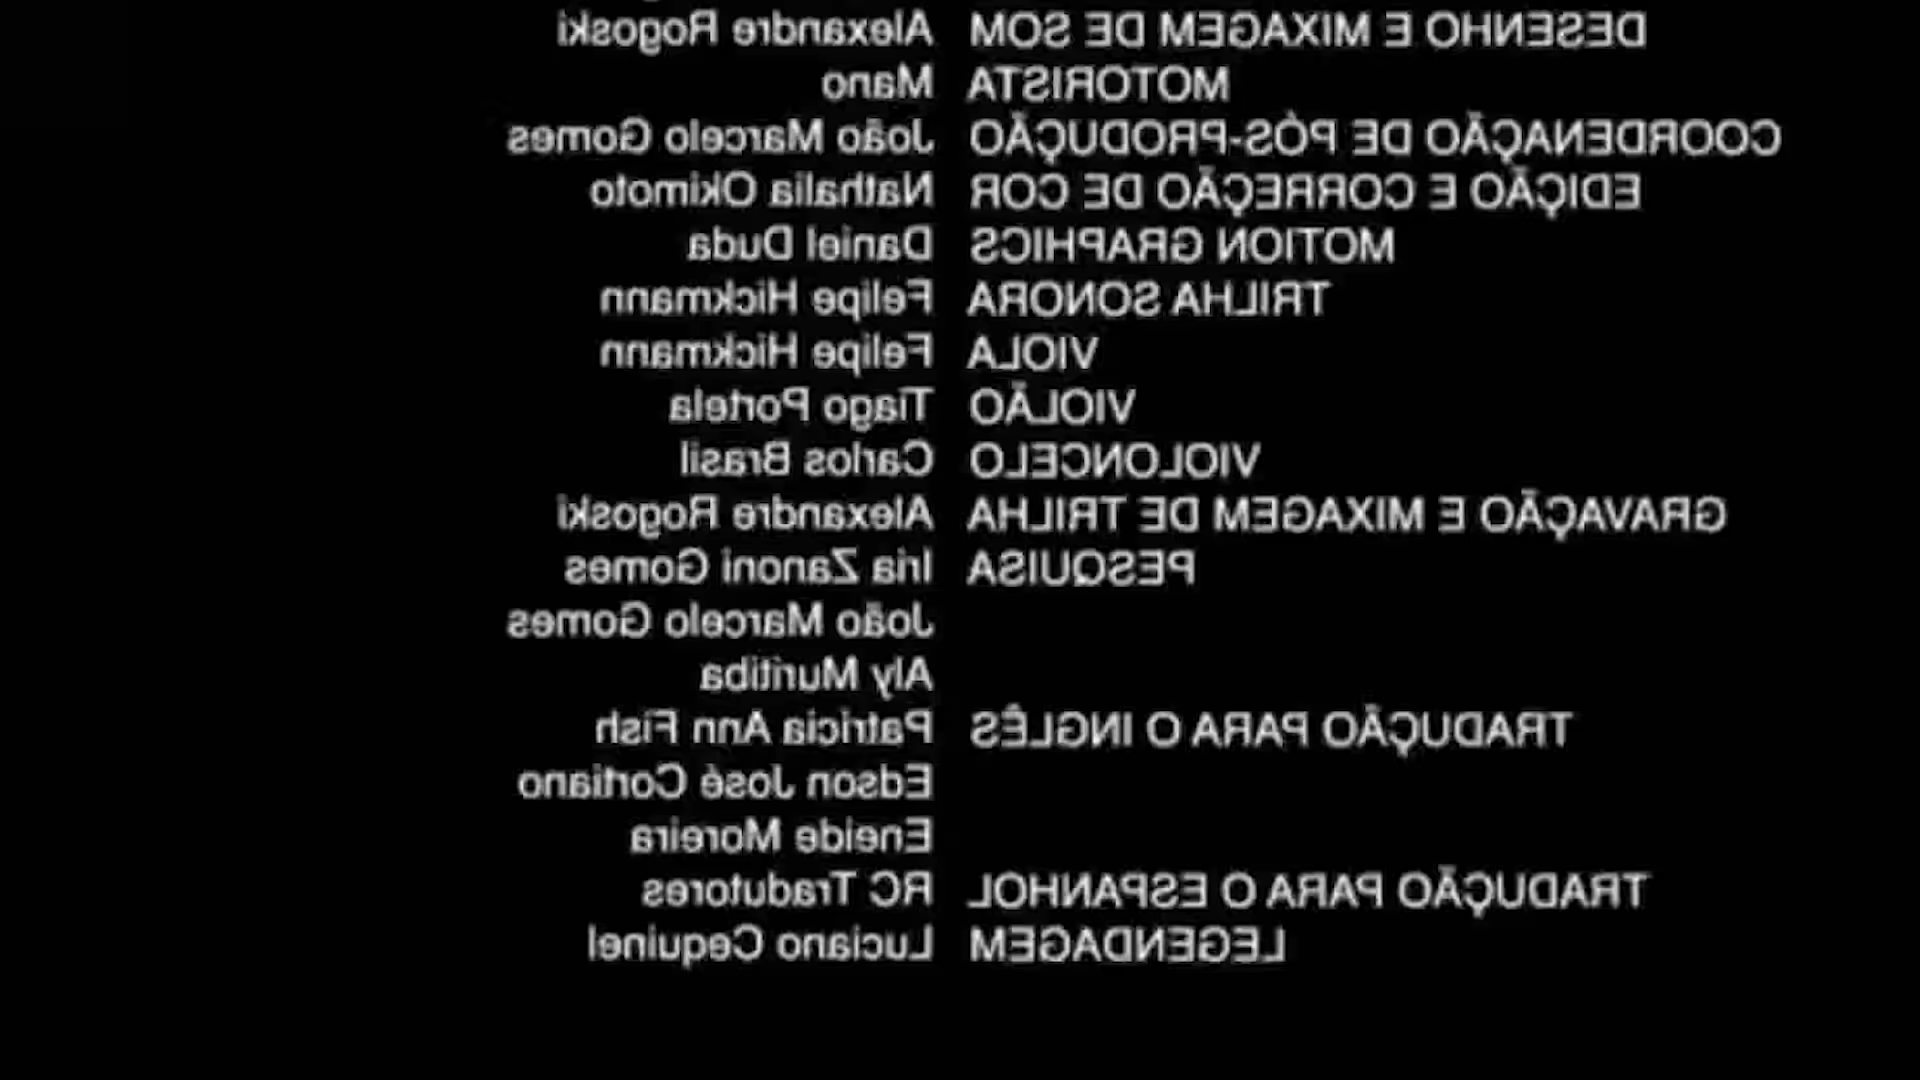 DESENHO E MIXAGEM DE SOM Alexandre Rogoski
MOTORISTA Mano
COORDENAÇÃO DE PÓS-PRODUÇÃO João Marcelo Gomes
EDIÇÃO E CORREÇÃO DE COR Nathalia Okimoto
MOTION GRAPHICS Daniel Duda
TRILHA SONORA Felipe Hickmann
VIOLA Felipe Hickmann
VIOLÃO Tiago Portela
VIOLONCELO Carlos Brasil
GRAVAÇÃO E MIXAGEM DE TRILHA Alexandre Rogoski
PESQUISA Iria Zanoni Gomes
João Marcelo Gomes
Aly Muritiba
TRADUÇÃO PARA O INGLÊS Patricia Ann Fish
Edson José Cortiano
Eneide Moreira
TRADUÇÃO PARA O ESPANHOL RC Tradutores
LEGENDAGEM Luciano Cequinel